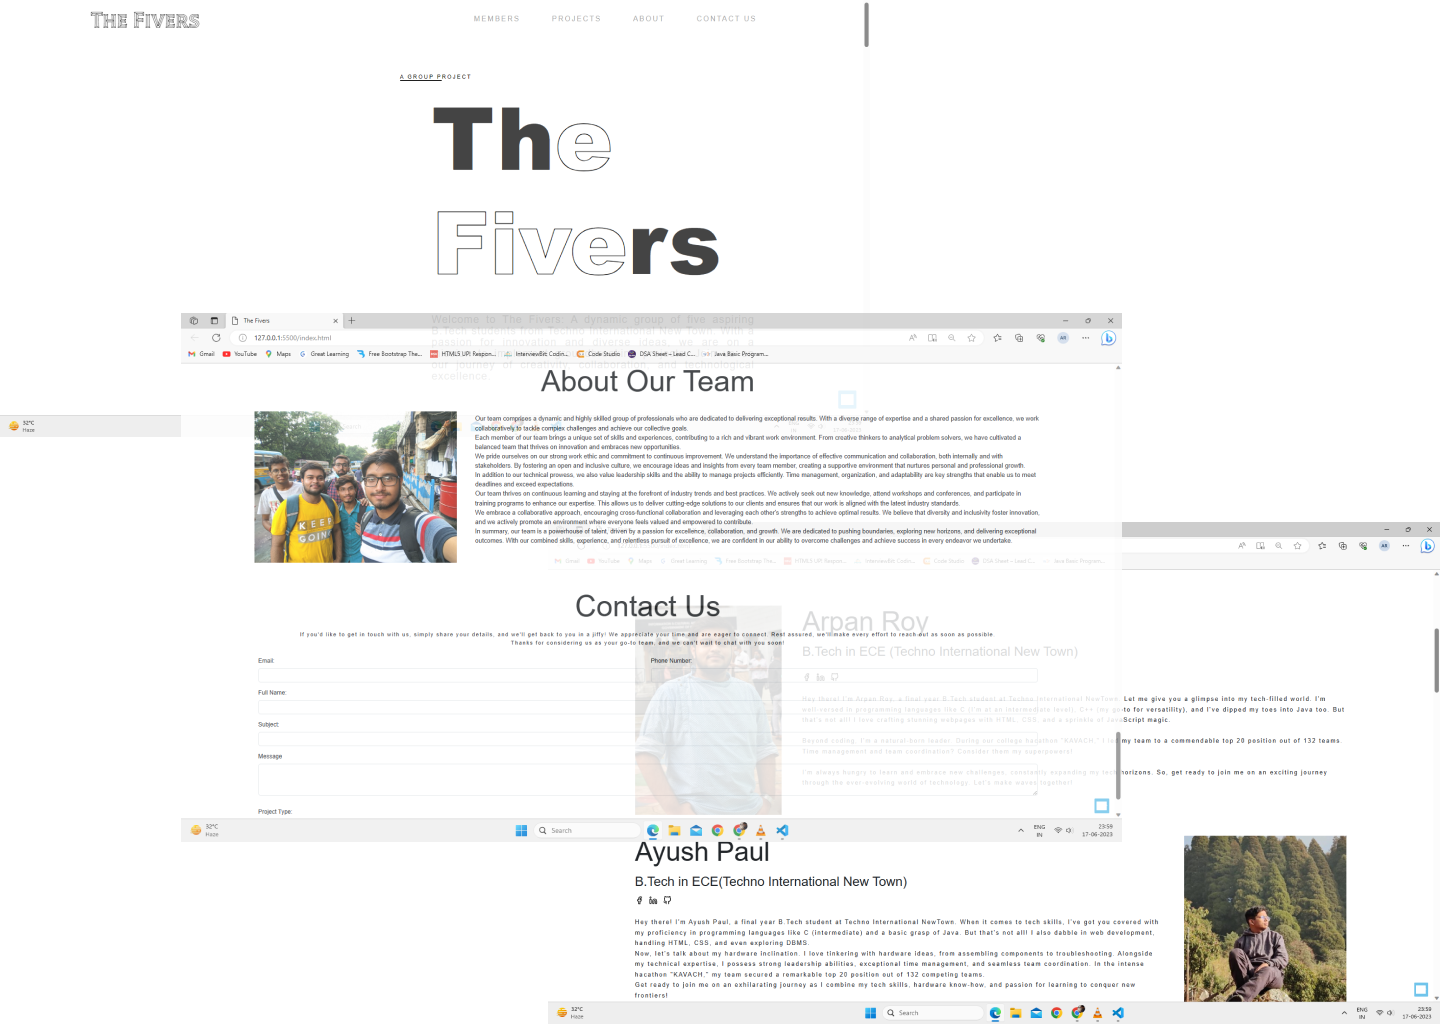 The Fivers
MEMBERS
PROJECTS
ABOUT
CONTACT US
A GROUP PROJECT
The
Fivers
Welcome to The Fivers. A dynamic group of five aspiring
B.Tech students from Techno International New Town. With a
passion for innovation and diverse ideas, we are on a
our journey of creativity, collaboration and technological
excellence
32°C
Haze
The Fivers
127.0.0.1:5500/index.html
Gmail
YouTube
Maps
Great Learning
Free Bootstrap The...
HTML5 UPI Respon...
InterviewBit: Codin...
Code Studio
DSA Sheet – Lead C...
Java Basic Program...
About Our Team
KEEP
GOIN
Our team comprises a dynamic and highly skilled group of professionals who are dedicated to delivering exceptional results. With a diverse range of expertise and a shared passion for excellence, we work
collaboratively to tackle complex challenges and achieve our collective goals.
Each member of our team brings a unique set of skills and experiences, contributing to a rich and vibrant work environment. From creative thinkers to analytical problem solvers, we have cultivated a
balanced team that thrives on innovation and embraces new opportunities.
We pride ourselves on our strong work ethic and commitment to continuous improvement. We understand the importance of effective communication and collaboration, both internally and with
stakeholders. By fostering an open and inclusive culture, we encourage ideas and insights from every team member, creating a supportive environment that nurtures personal and professional growth.
In addition to our technical prowess, we also value leadership skills and the ability to manage projects efficiently. Time management, organization, and adaptability are key strengths that enable us to meet
deadlines and exceed expectations.
Our team thrives on continuous learning and staying at the forefront of industry trends and best practices. We actively seek out new knowledge, attend workshops and conferences, and participate in
training programs to enhance our expertise. This allows us to deliver cutting-edge solutions to our clients and ensures that our work is aligned with the latest industry standards.
We embrace a collaborative approach, encouraging cross-functional collaboration and leveraging each other's strengths to achieve optimal results. We believe that diversity and inclusivity foster innovation,
and we actively promote an environment where everyone feels valued and empowered to contribute.
In summary, our team is a powerhouse of talent, driven by a passion for excellence, collaboration, and growth. We are dedicated to pushing boundaries, exploring new horizons, and delivering exceptional
outcomes. With our combined skills, experience, and relentless pursuit of excellence, we are confident in our ability to overcome challenges and achieve success in every endeavor we undertake.
Gmail
YouTube
Maps
Great Learning
Free Bootstrap The...
HTML5 UPI Respon...
InterviewBit: Codin...
Code Studio
DSA Sheet – Lead C...
Java Basic Program...
Contact Us
If you'd like to get in touch with us, simply share your details, and we'll get back to you in a jiffy! We appreciate your time and are eager to connect. Rest assured, we'll make every effort to reach out as soon as possible.
Thanks for considering us as your go-to team, and we can't wait to chat with you soon!
Email
Phone Number:
Full Name:
Subject:
Message
Project Type:
Arpan Roy
B.Tech in ECE (Techno International New Town)
Hey there! I'm Arpan Roy, a final year B.Tech student at Techno International NewTown. Let me give you a glimpse into my tech-filled world. I'm
well-versed in programming languages like C (I'm at an intermediate level), C++ (my go-to for versatility), and I've dipped my toes into Java too. But
that's not all! I love crafting stunning webpages with HTML, CSS, and a sprinkle of JavaScript magic.
Beyond coding, I'm a natural-born leader. During our college hacathon "KAVACH," I led my team to a commendable top 20 position out of 132 teams.
Time management and team coordination? Consider them my superpowers!
I'm always hungry to learn and embrace new challenges, constantly expanding my tech horizons. So, get ready to join me on an exciting journey
through the ever-evolving world of technology. Let's make waves together!
32°C
Haze
Search
ENG
IN
23:59
17-06-2023
Ayush Paul
B.Tech in ECE(Techno International New Town)
Hey there! I'm Ayush Paul, a final year B.Tech student at Techno International NewTown. When it comes to tech skills, I've got you covered with
my proficiency in programming languages like C (intermediate) and a basic grasp of Java. But that's not all! I also dabble in web development,
handling HTML, CSS, and even exploring DBMS.
Now, let's talk about my hardware inclination. I love tinkering with hardware ideas, from assembling components to troubleshooting. Alongside
my technical expertise, I possess strong leadership abilities, exceptional time management, and seamless team coordination. In the intense
hacathon "KAVACH," my team secured a remarkable top 20 position out of 132 competing teams.
Get ready to join me on an exhilarating journey as I combine my tech skills, hardware know-how, and passion for learning to conquer new
frontiers!
32°C
Haze
Search
ENG
IN
23:59
17-06-2023